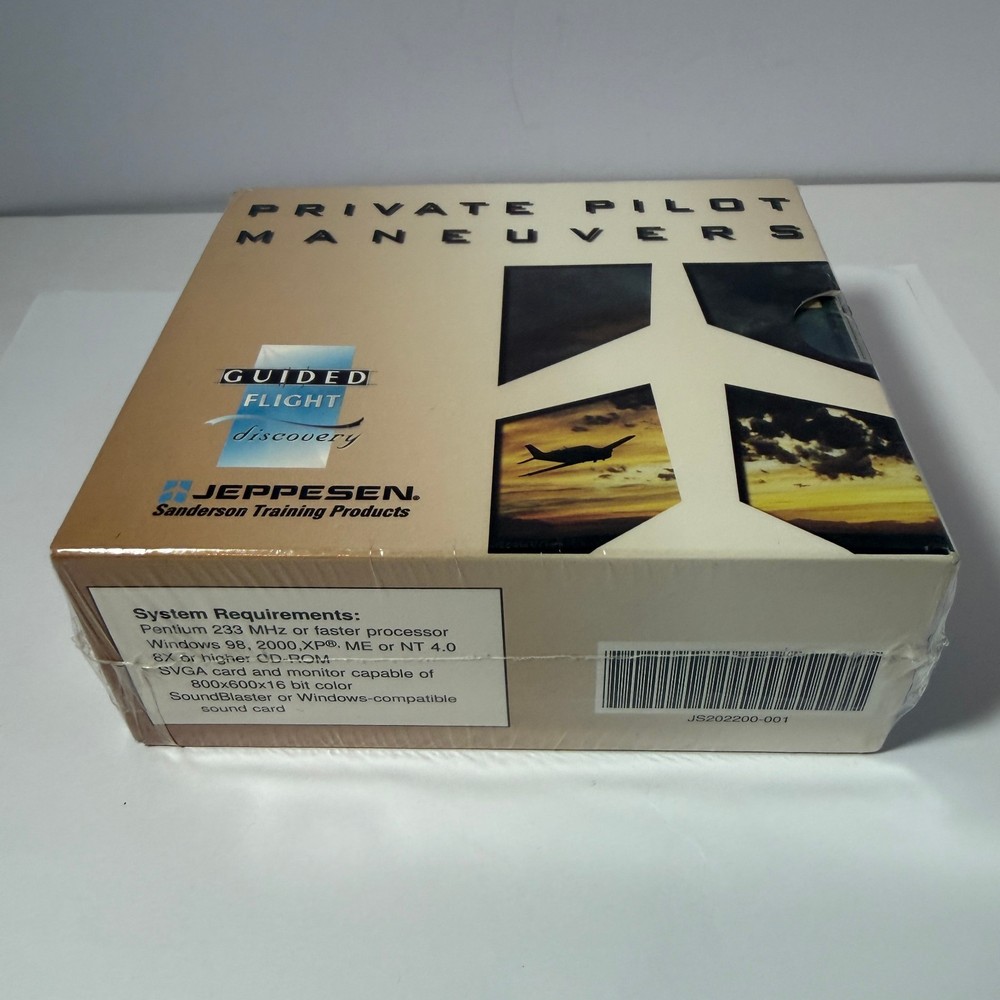 PRIVATE PILOT
MANEUVERS
GUIDED
FLIGHT
discovery
JEPPESEN.
Sanderson Training Products
System Requirements:
Pentium 233 MHz or faster processor
Windows 98, 2000,XP®, ME or NT 4.0
8X or higher CD-ROM
SVGA card and monitor capable of
800x600x16 bit color
SoundBlaster or Windows-compatible
sound card
JS202200-001